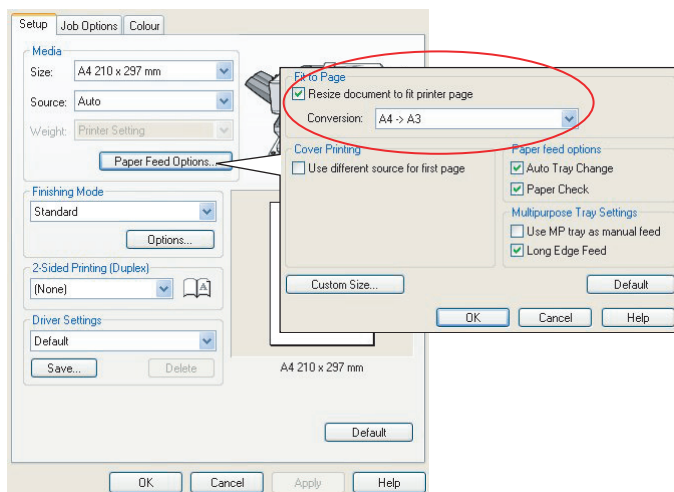 Setup
Job Options
Colour
Media
Size: A4 210 x 297 mm
Source: Auto
Weight: Printer Setting
Paper Feed Options...
Finishing Mode
Standard
Options...
2-Sided Printing (Duplex)
(None)
A
Driver Settings
Default
Save...
Delete
A4 210 x 297 mm
Default
OK
Cancel
Apply
Help
Fit to Page
Resize document to fit printer page
Conversion: A4 -> A3
Cover Printing
Use different source for first page
Paper feed options
Auto Tray Change
Paper Check
Multipurpose Tray Settings
Use MP tray as manual feed
Long Edge Feed
Custom Size...
Default
OK
Cancel
Help